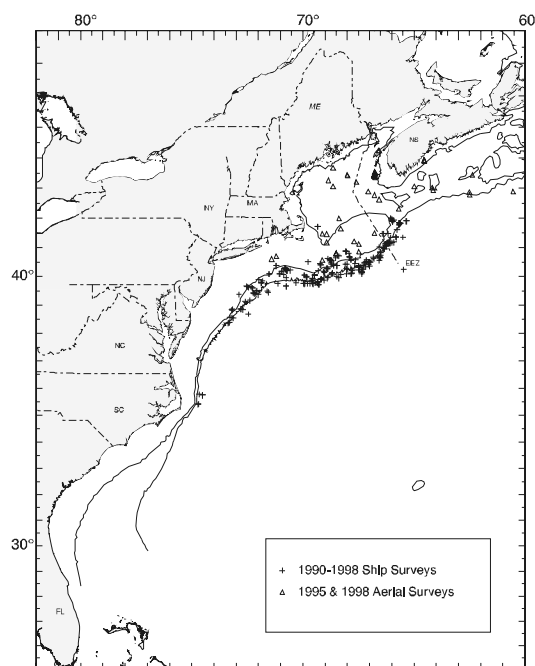 80° 70° 60
ME
NS
NY MA
EEZ
40°
NJ
NC
SC
30°
+ 1990-1998 Ship Surveys
△ 1995 & 1998 Aerial Surveys
FL